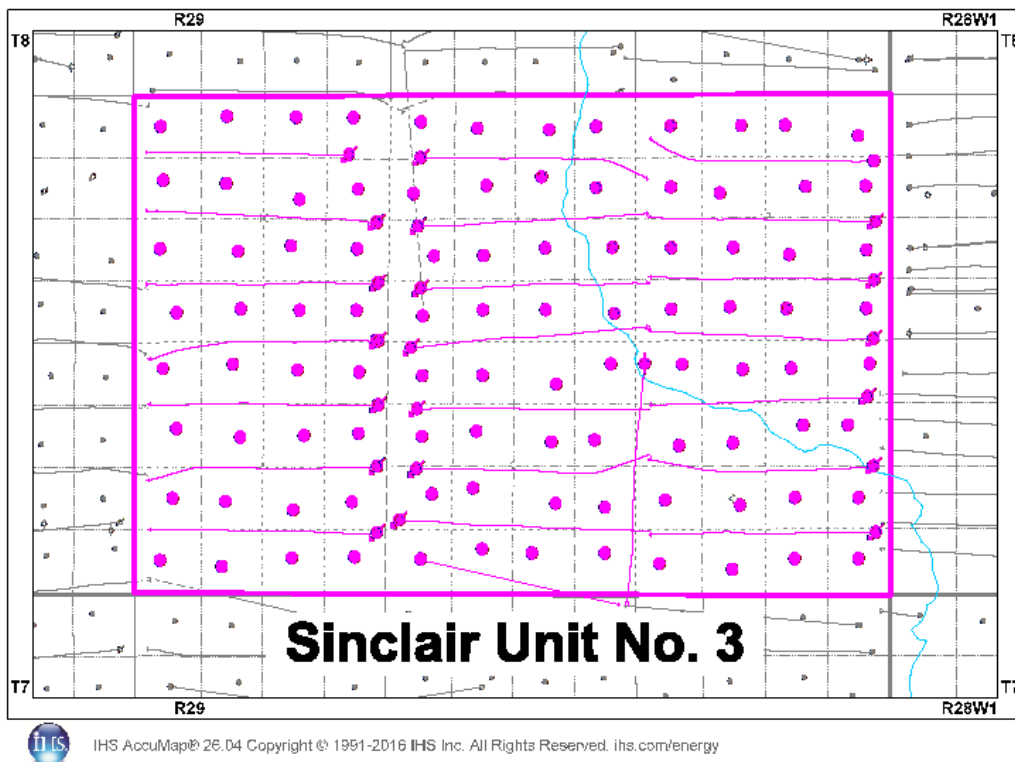 R29 R28W1
T8 T8
Sinclair Unit No. 3
T7 T7
R29 R28W1
IHS IHS AccuMap® 26.04 Copyright © 1991-2016 IHS Inc. All Rights Reserved. ihs.com/energy